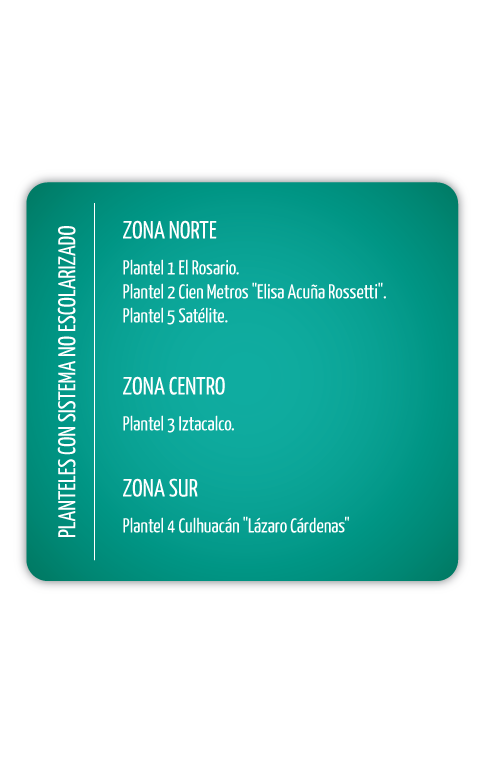 PLANTELES CON SISTEMA NO ESCOLARIZADO
ZONA NORTE
Plantel 1 El Rosario.
Plantel 2 Cien Metros "Elisa Acuña Rossetti".
Plantel 5 Satélite.
ZONA CENTRO
Plantel 3 Iztacalco.
ZONA SUR
Plantel 4 Culhuacán "Lázaro Cárdenas"